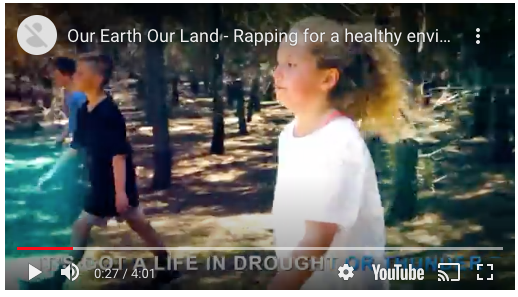 Our Earth Our Land - Rapping for a healthy envi...
IT'S GOT A LIFE IN DROUGHT OR THUNDER
0:27 / 4:01
YouTube